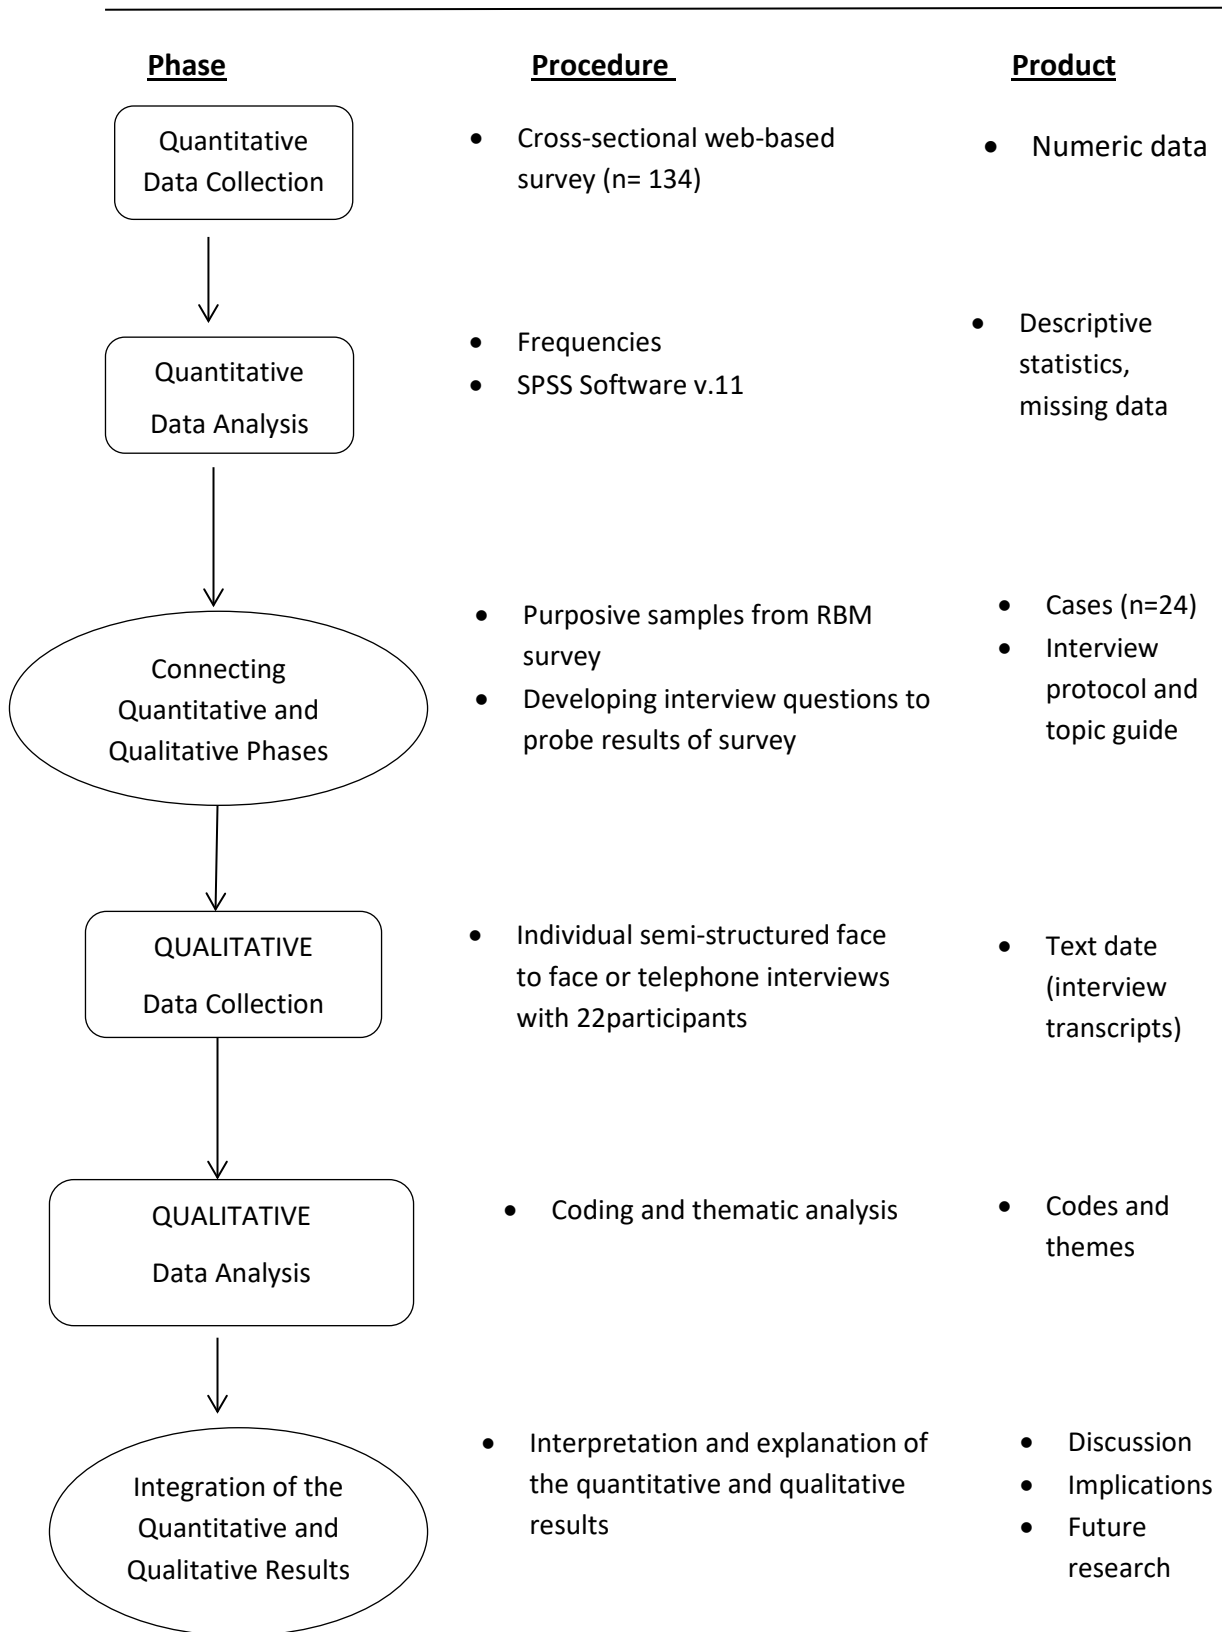 Phase
Procedure
Product
Quantitative
Data Collection
• Cross-sectional web-based
survey (n= 134)
• Numeric data
Quantitative
Data Analysis
• Frequencies
• SPSS Software v.11
• Descriptive
statistics,
missing data
Connecting
Quantitative and
Qualitative Phases
• Purposive samples from RBM
survey
• Developing interview questions to
probe results of survey
• Cases (n=24)
• Interview
protocol and
topic guide
QUALITATIVE
Data Collection
• Individual semi-structured face
to face or telephone interviews
with 22participants
• Text date
(interview
transcripts)
QUALITATIVE
Data Analysis
• Coding and thematic analysis
• Codes and
themes
Integration of the
Quantitative and
Qualitative Results
• Interpretation and explanation of
the quantitative and qualitative
results
• Discussion
• Implications
• Future
research